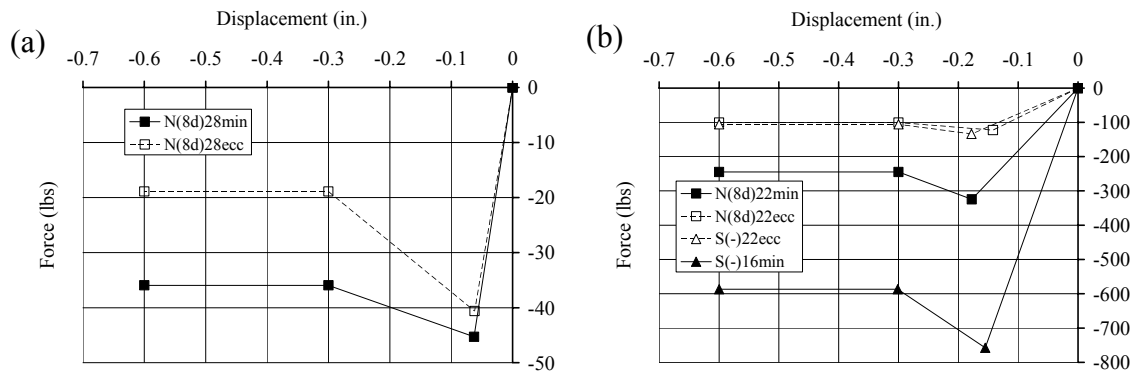 (a)
Displacement (in.)
-0.7 -0.6 -0.5 -0.4 -0.3 -0.2 -0.1 0
0
-10
-20
-30
-40
-50
Force (lbs)
N(8d)28min
N(8d)28ecc
(b)
Displacement (in.)
-0.7 -0.6 -0.5 -0.4 -0.3 -0.2 -0.1 0
0
-100
-200
-300
-400
-500
-600
-700
-800
Force (lbs)
N(8d)22min
N(8d)22ecc
S(-)22ecc
S(-)16min